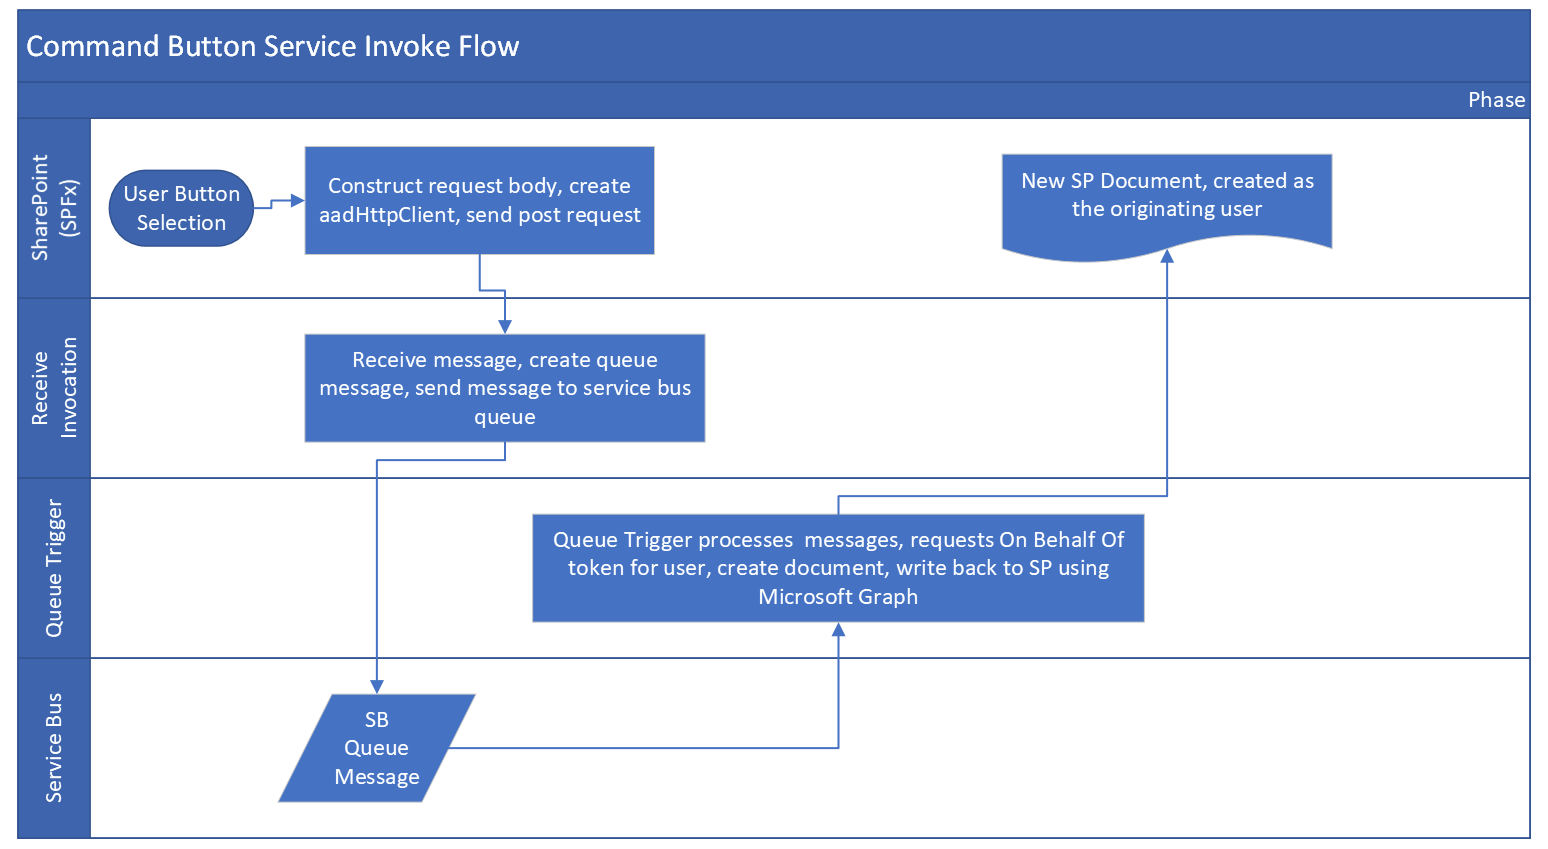 Command Button Service Invoke Flow
Phase
SharePoint
(SPFx)
User Button
Selection
Construct request body, create
aadHttpClient, send post request
New SP Document, created as
the originating user
Receive
Invocation
Receive message, create queue
message, send message to service bus
queue
Queue Trigger
Queue Trigger processes  messages, requests On Behalf Of
token for user, create document, write back to SP using
Microsoft Graph
Service Bus
SB
Queue
Message